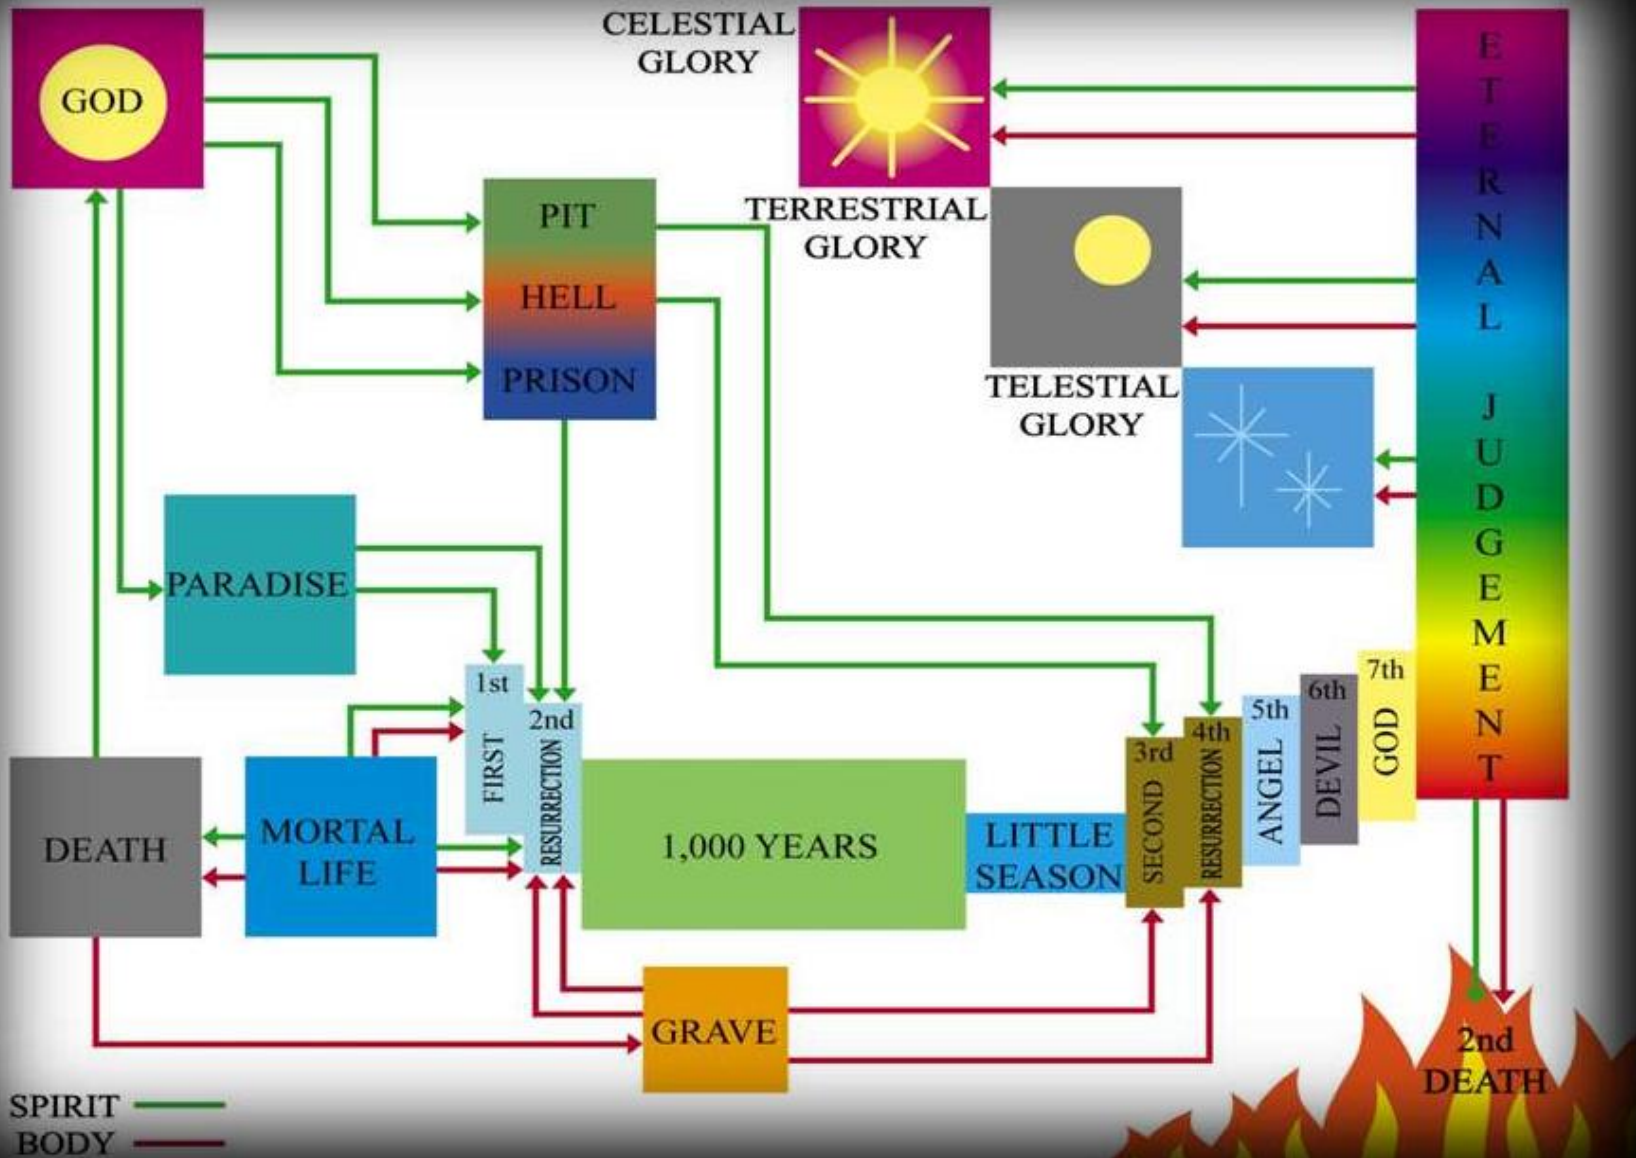 CELESTIAL
GLORY
GOD
PIT
HELL
PRISON
TERRESTRIAL
GLORY
TELESTIAL
GLORY
ETERNAL JUDGEMENT
PARADISE
1st
FIRST
2nd
RESURRECTION
3rd
SECOND
4th
RESURRECTION
5th
ANGEL
6th
DEVIL
7th
GOD
DEATH
MORTAL
LIFE
1,000 YEARS
LITTLE
SEASON
GRAVE
2nd
DEATH
SPIRIT
BODY